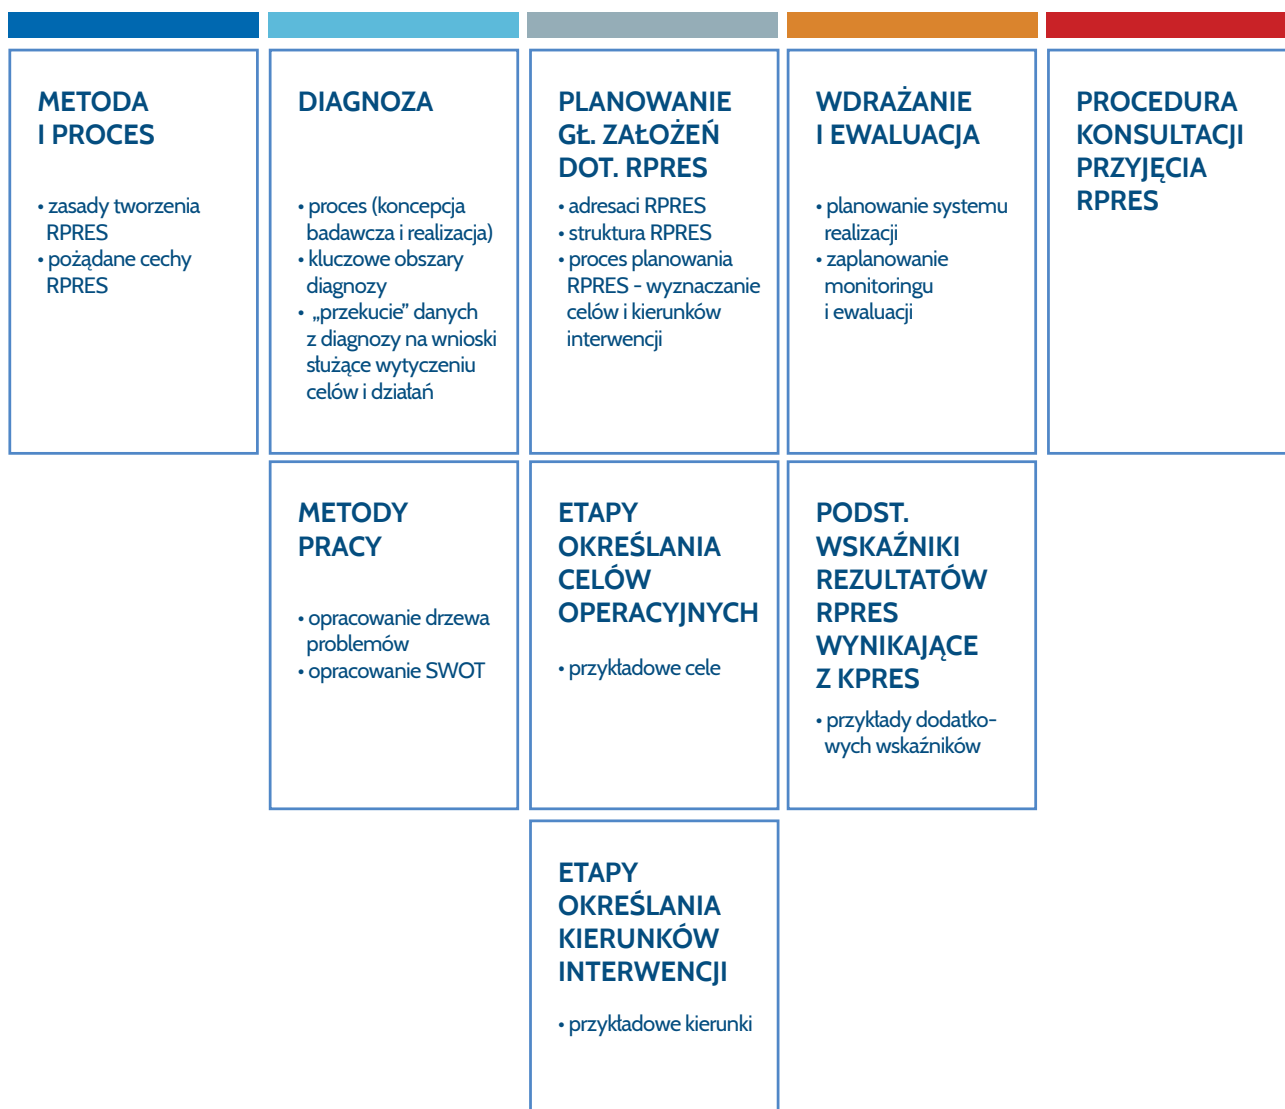 METODA
I PROCES
• zasady tworzenia
RPRES
• pożądane cechy
RPRES
DIAGNOZA
• proces (koncepcja
badawcza i realizacja)
• kluczowe obszary
diagnozy
• „przekucie” danych
z diagnozy na wnioski
służące wytyczeniu
celów i działań
PLANOWANIE
GŁ. ZAŁOŻEŃ
DOT. RPRES
• adresaci RPRES
• struktura RPRES
• proces planowania
RPRES - wyznaczanie
celów i kierunków
interwencji
WDRAŻANIE
I EWALUACJA
• planowanie systemu
realizacji
• zaplanowanie
monitoringu
i ewaluacji
PROCEDURA
KONSULTACJI
PRZYJĘCIA
RPRES
METODY
PRACY
• opracowanie drzewa
problemów
• opracowanie SWOT
ETAPY
OKREŚLANIA
CELÓW
OPERACYJNYCH
• przykładowe cele
PODST.
WSKAŹNIKI
REZULTATÓW
RPRES
WYNIKAJĄCE
Z KPRES
• przykłady dodatko-
wych wskaźników
ETAPY
OKREŚLANIA
KIERUNKÓW
INTERWENCJI
• przykładowe kierunki